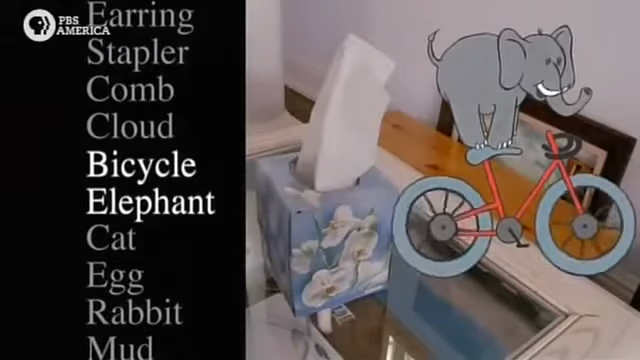 PBS
AMERICA
Earring
Stapler
Comb
Cloud
Bicycle
Elephant
Cat
Egg
Rabbit
Mud